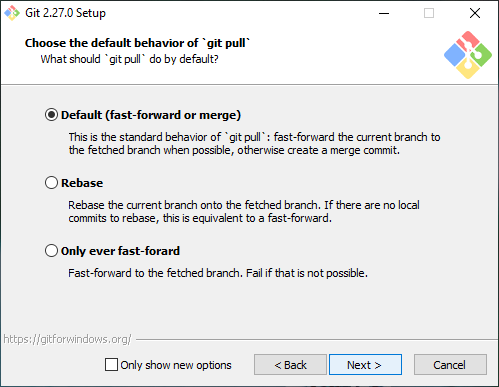 Git 2.27.0 Setup
Choose the default behavior of `git pull`
What should `git pull` do by default?
Default (fast-forward or merge)
This is the standard behavior of `git pull`: fast-forward the current branch to
the fetched branch when possible, otherwise create a merge commit.
Rebase
Rebase the current branch onto the fetched branch. If there are no local
commits to rebase, this is equivalent to a fast-forward.
Only ever fast-forard
Fast-forward to the fetched branch. Fail if that is not possible.
https://gitforwindows.org/
Only show new options
< Back
Next >
Cancel